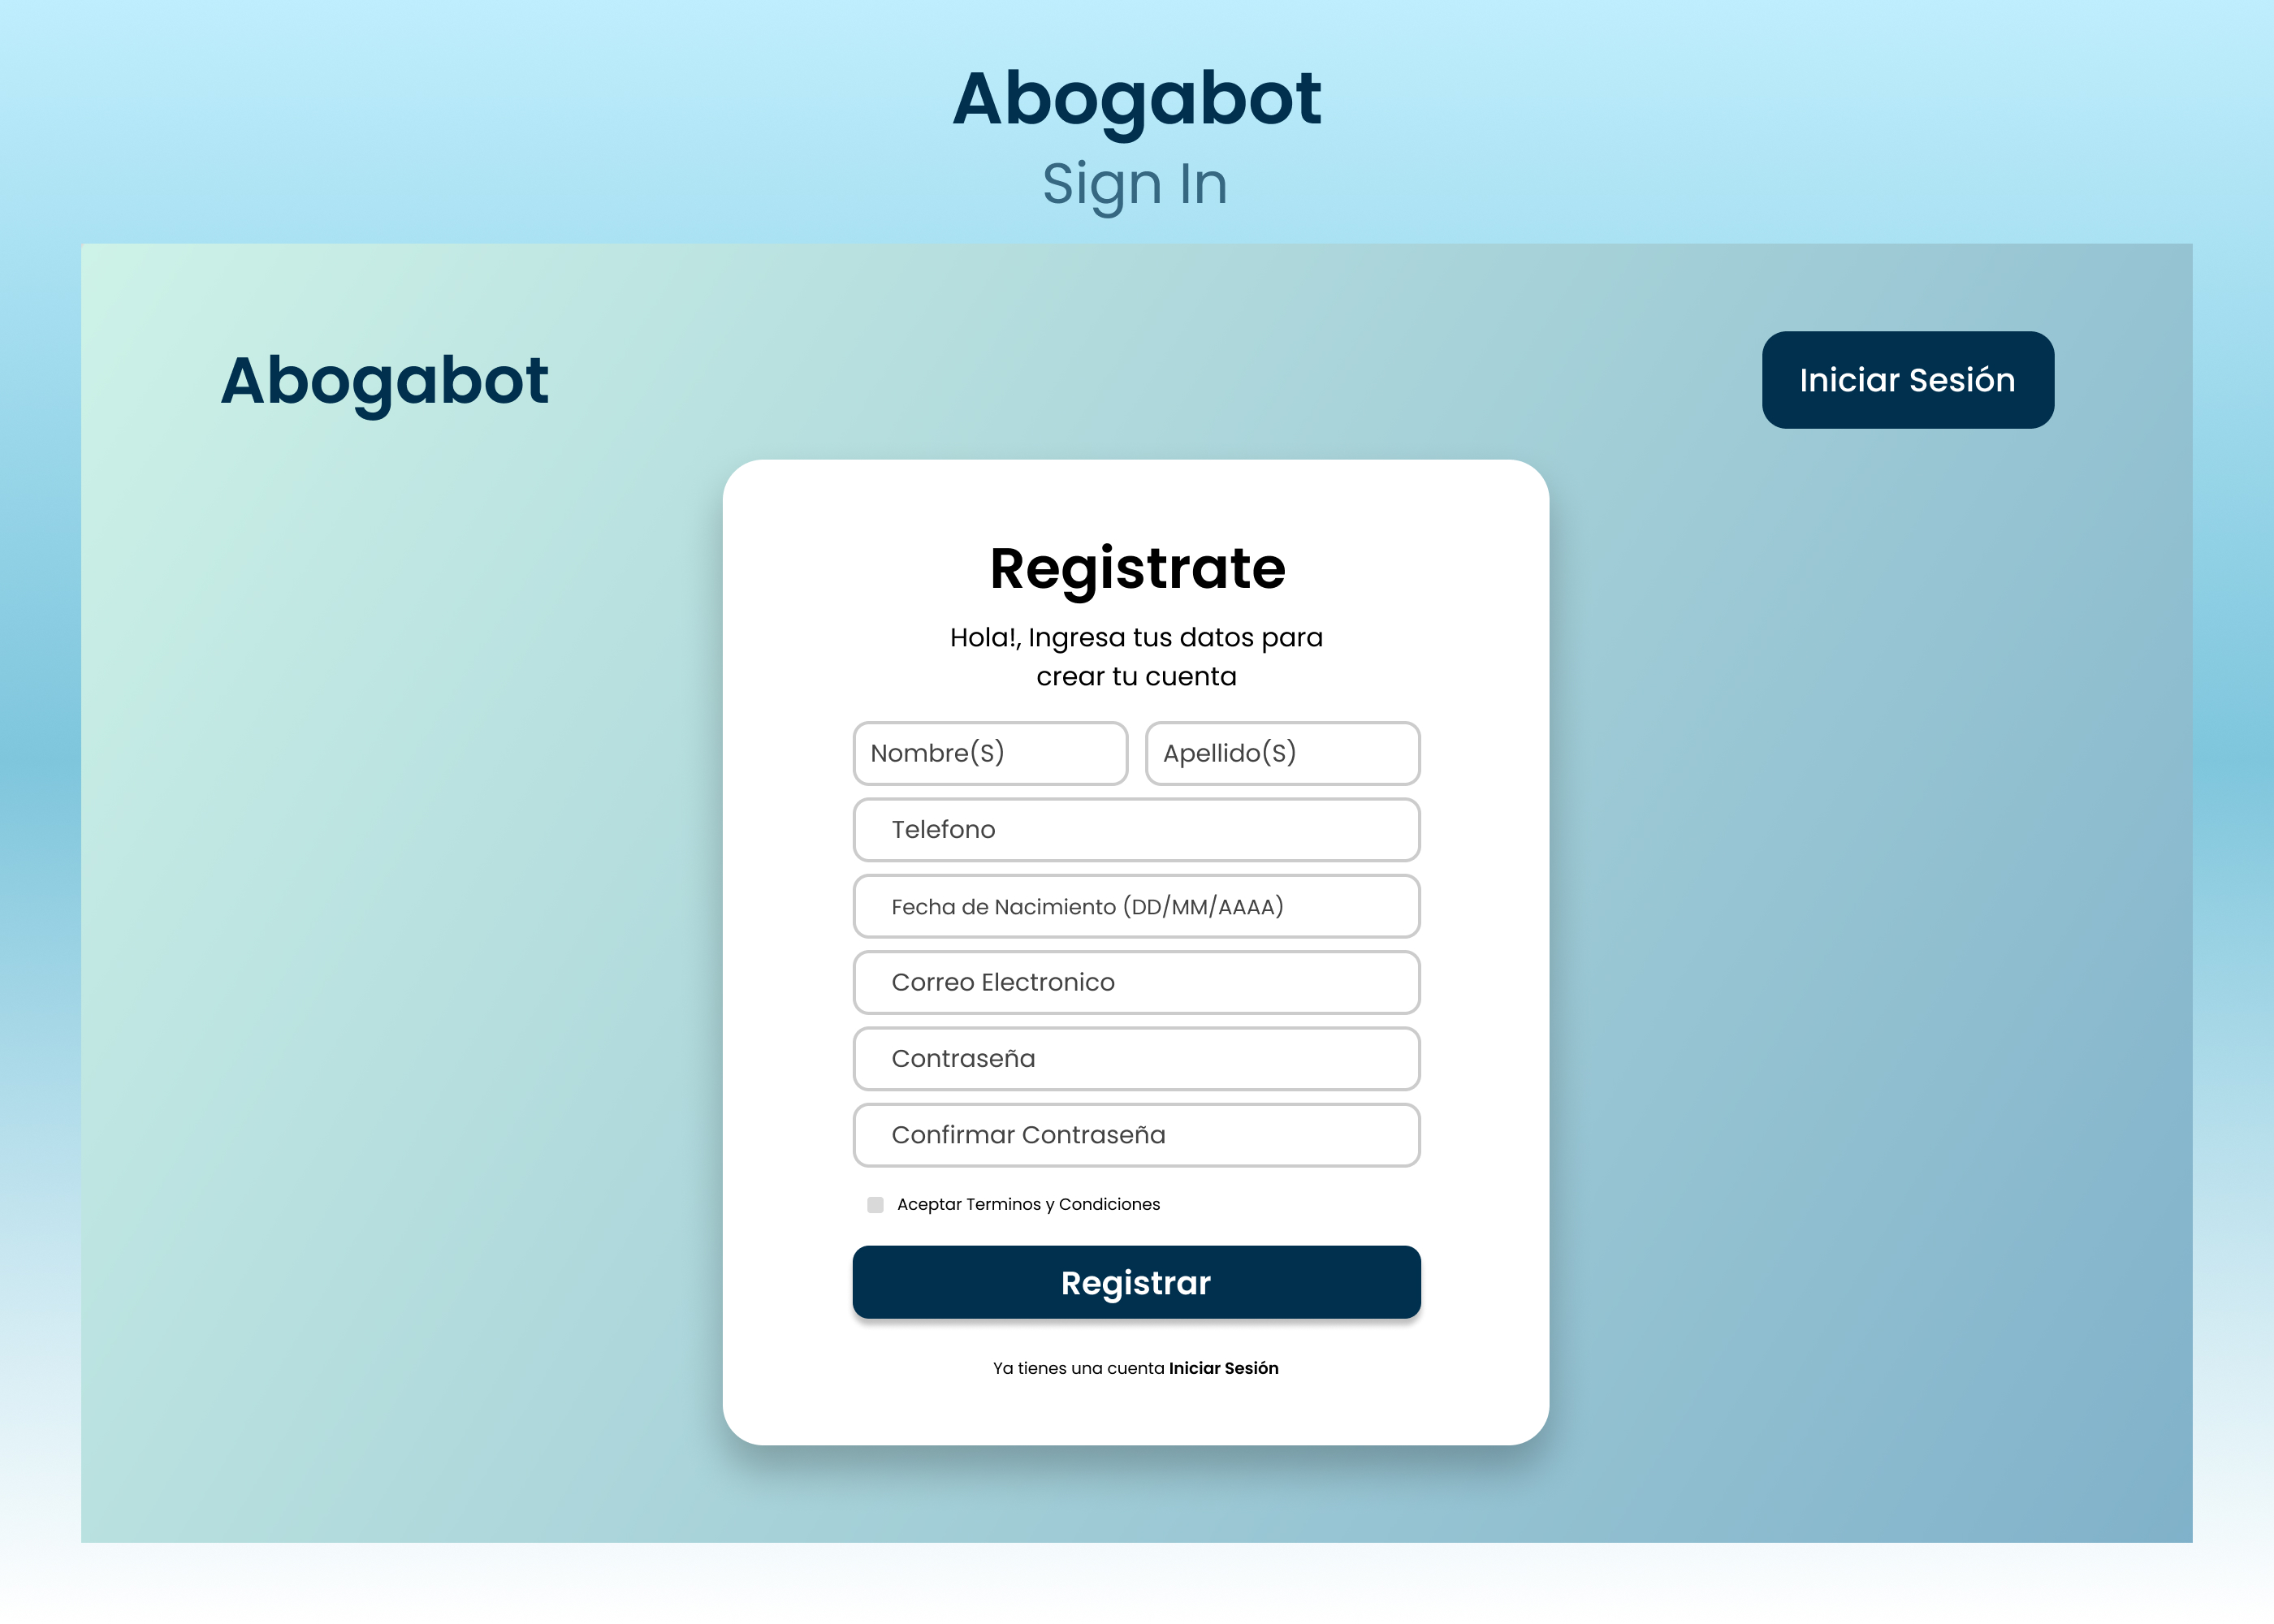 Abogabot
Sign In
Abogabot
Iniciar Sesión
Registrate
Hola!, Ingresa tus datos para
crear tu cuenta
Nombre(S)
Apellido(S)
Telefono
Fecha de Nacimiento (DD/MM/AAAA)
Correo Electronico
Contraseña
Confirmar Contraseña
Aceptar Terminos y Condiciones
Registrar
Ya tienes una cuenta Iniciar Sesión